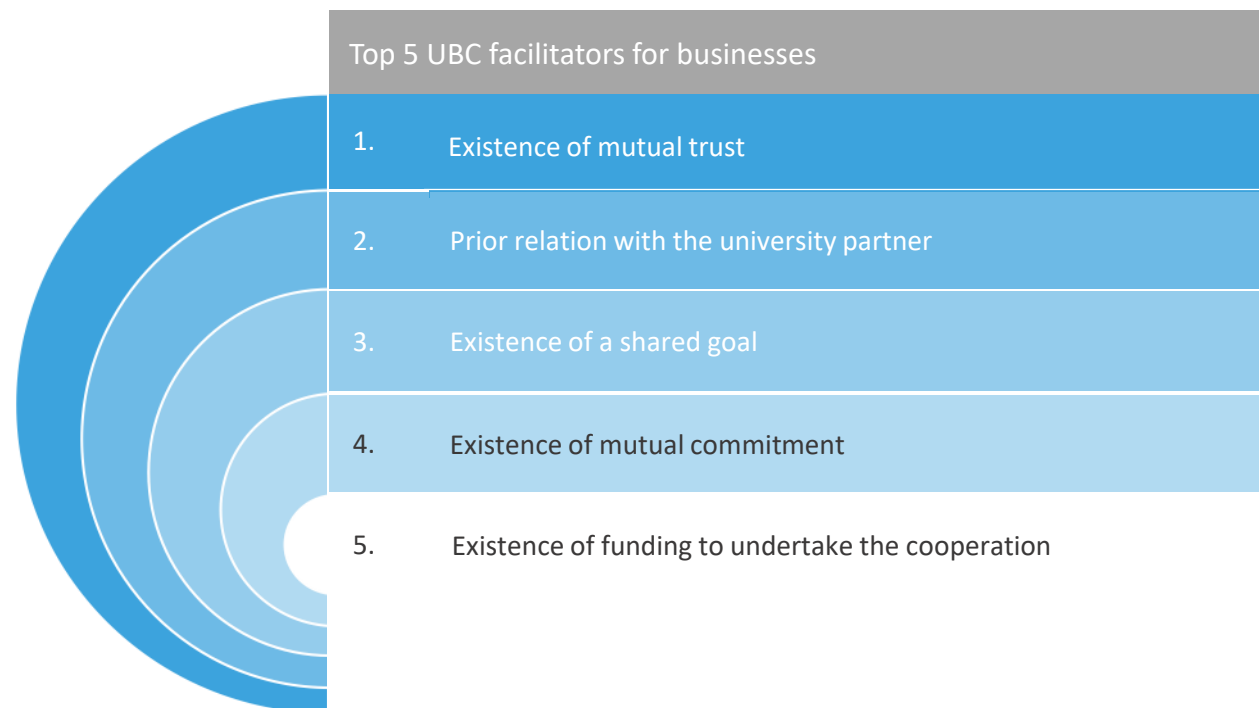 Top 5 UBC facilitators for businesses
1. Existence of mutual trust
2. Prior relation with the university partner
3. Existence of a shared goal
4. Existence of mutual commitment
5. Existence of funding to undertake the cooperation